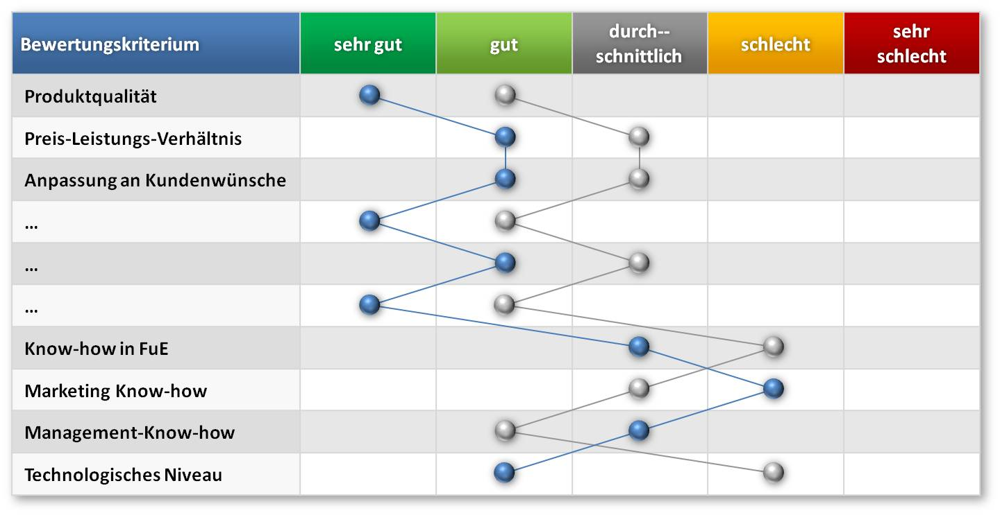 Bewertungskriterium
sehr gut
gut
durch--
schnittlich
schlecht
sehr
schlecht
Produktqualität
Preis-Leistungs-Verhältnis
Anpassung an Kundenwünsche
...
...
...
Know-how in FuE
Marketing Know-how
Management-Know-how
Technologisches Niveau